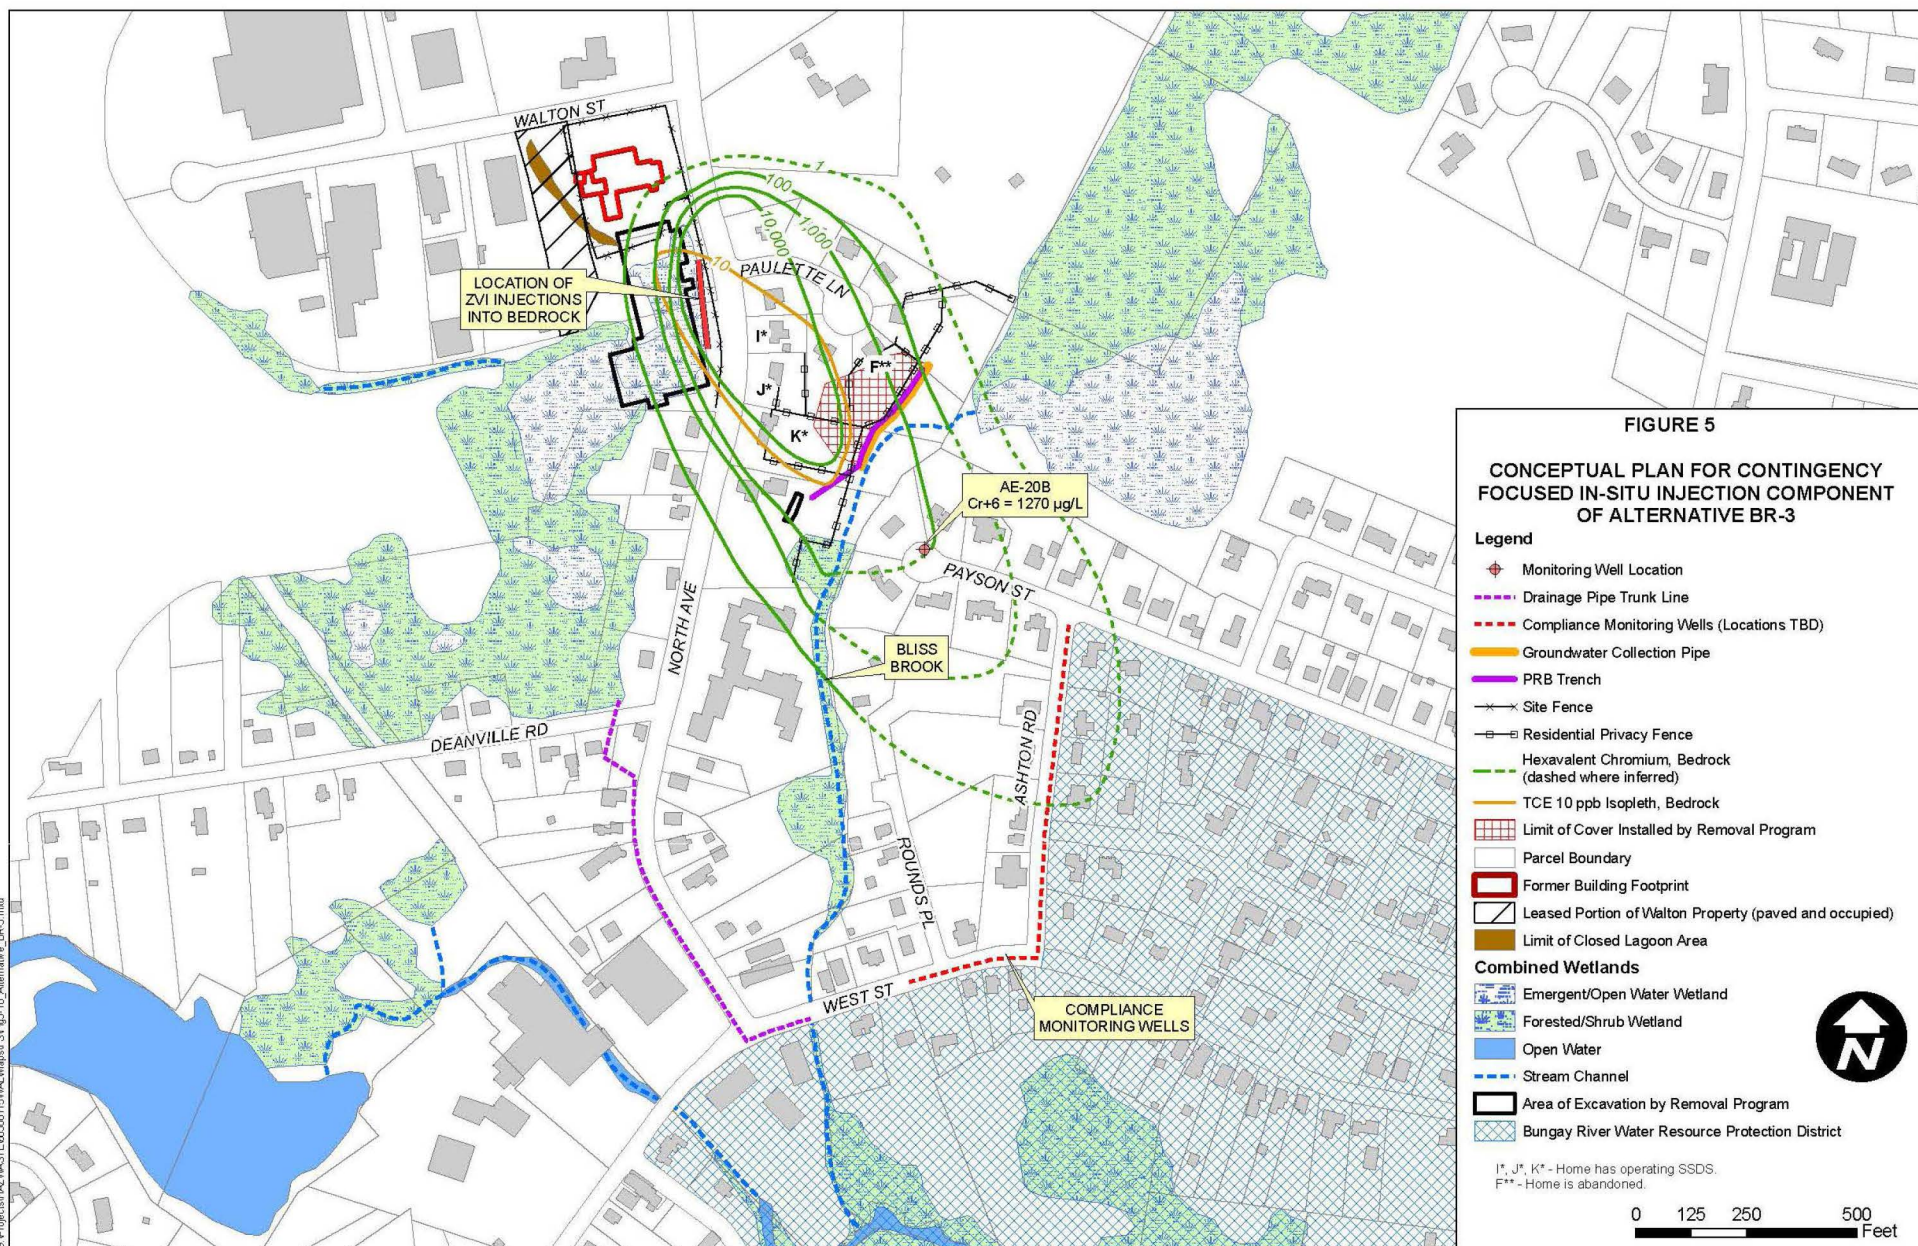 WALTON ST
1
100
10,000
1,000
10
PAULETTE LN
LOCATION OF
ZVI INJECTIONS
INTO BEDROCK
I*
F**
J*
K*
AE-20B
Cr+6 = 1270 µg/L
PAYSON ST
NORTH AVE
BLISS
BROOK
DEANVILLE RD
ASHTON RD
ROUNDS PL
WEST ST
COMPLIANCE
MONITORING WELLS
FIGURE 5
CONCEPTUAL PLAN FOR CONTINGENCY
FOCUSED IN-SITU INJECTION COMPONENT
OF ALTERNATIVE BR-3
Legend
Monitoring Well Location
Drainage Pipe Trunk Line
Compliance Monitoring Wells (Locations TBD)
Groundwater Collection Pipe
PRB Trench
Site Fence
Residential Privacy Fence
Hexavalent Chromium, Bedrock
(dashed where inferred)
TCE 10 ppb Isopleth, Bedrock
Limit of Cover Installed by Removal Program
Parcel Boundary
Former Building Footprint
Leased Portion of Walton Property (paved and occupied)
Limit of Closed Lagoon Area
Combined Wetlands
Emergent/Open Water Wetland
Forested/Shrub Wetland
Open Water
Stream Channel
Area of Excavation by Removal Program
Bungay River Water Resource Protection District
N
I*, J*, K* - Home has operating SSDS.
F** - Home is abandoned.
0 125 250 500
Feet